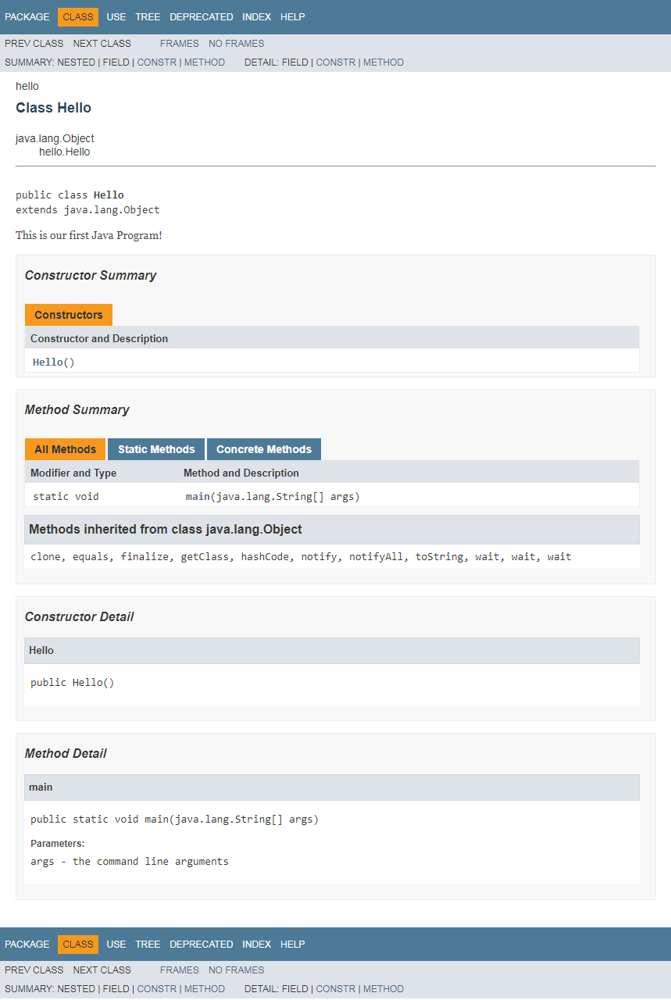 PACKAGE CLASS USE TREE DEPRECATED INDEX HELP
PREV CLASS NEXT CLASS FRAMES NO FRAMES
SUMMARY: NESTED | FIELD | CONSTR | METHOD DETAIL: FIELD | CONSTR | METHOD
hello
Class Hello
java.lang.Object
hello.Hello
public class Hello
extends java.lang.Object
This is our first Java Program!
Constructor Summary
Constructors
Constructor and Description
Hello()
Method Summary
All Methods Static Methods Concrete Methods
Modifier and Type Method and Description
static void main(java.lang.String[] args)
Methods inherited from class java.lang.Object
clone, equals, finalize, getClass, hashCode, notify, notifyAll, toString, wait, wait, wait
Constructor Detail
Hello
public Hello()
Method Detail
main
public static void main(java.lang.String[] args)
Parameters:
args - the command line arguments
PACKAGE CLASS USE TREE DEPRECATED INDEX HELP
PREV CLASS NEXT CLASS FRAMES NO FRAMES
SUMMARY: NESTED | FIELD | CONSTR | METHOD DETAIL: FIELD | CONSTR | METHOD